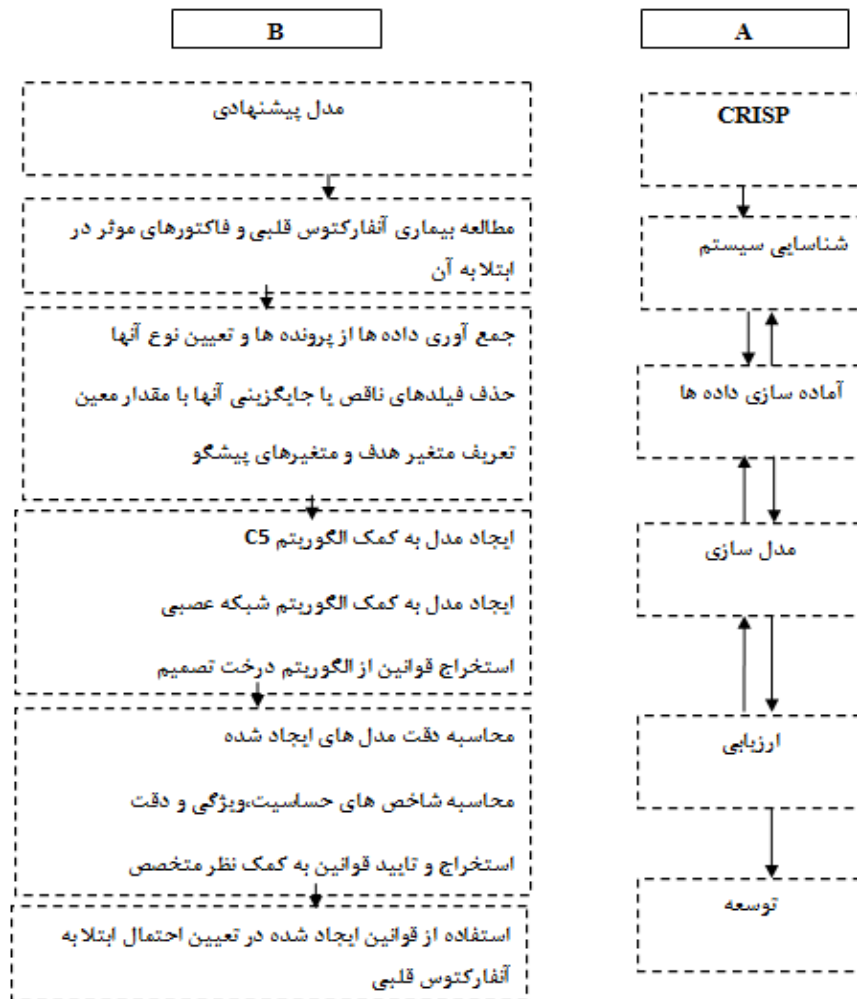 A
CRISP
شناسایی سیستم
آماده سازی داده ها
مدل سازی
ارزیابی
توسعه
B
مدل پیشنهادی
مطالعه بیماری آنفارکتوس قلبی و فاکتورهای موثر در
ابتلا به آن
جمع آوری داده ها از پرونده ها و تعیین نوع آنها
حذف فیلدهای ناقص یا جایگزینی آنها با مقدار معین
تعریف متغیر هدف و متغیرهای پیشگو
ایجاد مدل به کمک الگوریتم C5
ایجاد مدل به کمک الگوریتم شبکه عصبی
استخراج قوانین از الگوریتم درخت تصمیم
محاسبه دقت مدل های ایجاد شده
محاسبه شاخص های حساسیت،ویژگی و دقت
استخراج و تایید قوانین به کمک نظر متخصص
استفاده از قوانین ایجاد شده در تعیین احتمال ابتلا به
آنفارکتوس قلبی